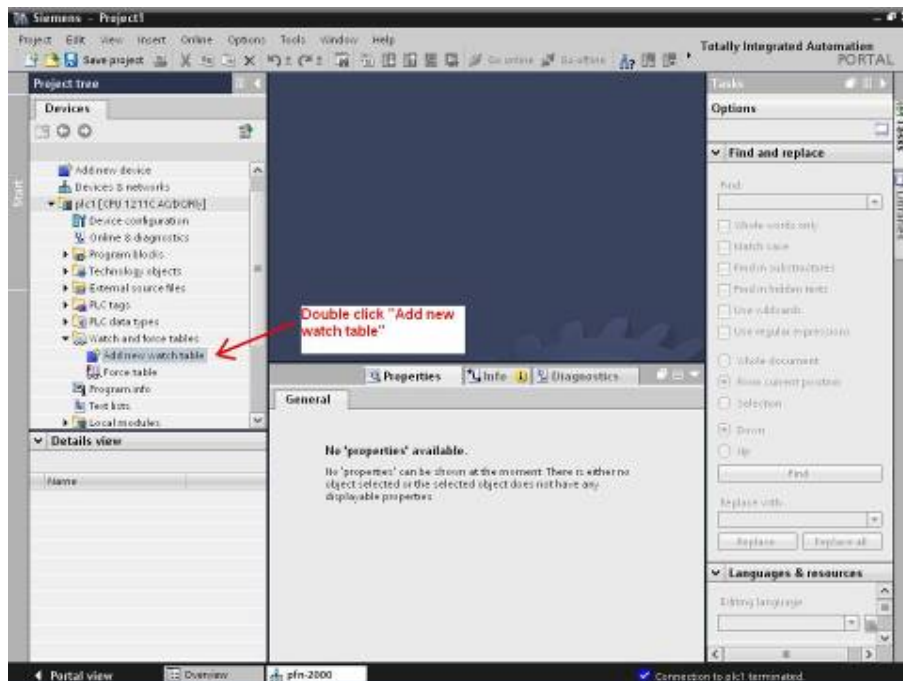 Siemens - Project1
Project Edit View Insert Online Options Tools Window Help
Save project
Go online
Go offline
Totally Integrated Automation
PORTAL
Project tree
Devices
Start
Add new device
Devices & networks
plc1 [CPU 1211C AC/DC/Rly]
Device configuration
Online & diagnostics
Program blocks
Technology objects
External source files
PLC tags
PLC data types
Watch and force tables
Add new watch table
Force table
Program info
Text lists
Local modules
Details view
Name
Double click "Add new
watch table"
Properties
Info
Diagnostics
General
No 'properties' available.
No 'properties' can be shown at the moment. There is either no
object selected or the selected object does not have any
displayable properties.
Tasks
Options
Find and replace
Find:
Whole words only
Match case
Find in substructures
Find in hidden texts
Use wildcards
Use regular expressions
Whole document
From current position
Selection
Down
Up
Find
Replace with:
Replace
Replace all
Languages & resources
Editing language:
Tasks
Libraries
Portal view
Overview
pfn-2000
Connection to plc1 terminated.